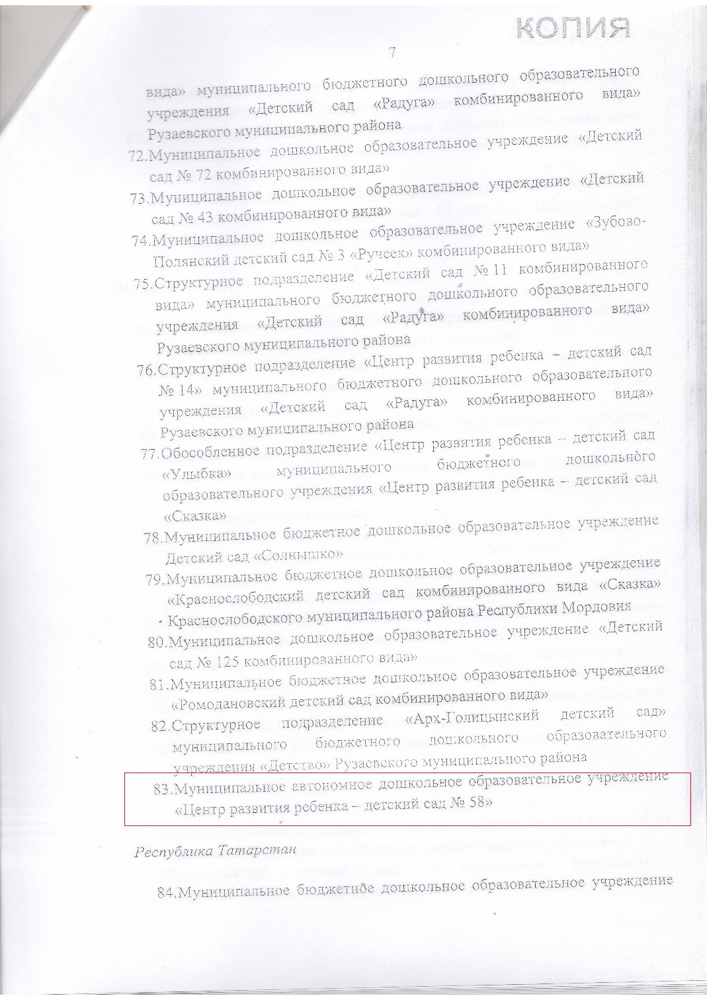 КОПИЯ
7
вида» муниципального бюджетного дошкольного образовательного
учреждения «Детский сад «Радуга» комбинированного вида»
Рузаевского муниципального района
72.Муниципальное дошкольное образовательное учреждение «Детский
сад № 72 комбинированного вида»
73.Муниципальное дошкольное образовательное учреждение «Детский
сад № 43 комбинированного вида»
74.Муниципальное дошкольное образовательное учреждение «Зубово-
Полянский детский сад № 3 «Ручеек» комбинированного вида»
75.Структурное подразделение «Детский сад № 11 комбинированного
вида» муниципального бюджетного дошкольного образовательного
учреждения «Детский сад «Радуга» комбинированного вида»
Рузаевского муниципального района
76.Структурное подразделение «Центр развития ребенка – детский сад
№ 14» муниципального бюджетного дошкольного образовательного
учреждения «Детский сад «Радуга» комбинированного вида»
Рузаевского муниципального района
77.Обособленное подразделение «Центр развития ребенка – детский сад
«Улыбка» муниципального бюджетного дошкольного
образовательного учреждения «Центр развития ребенка – детский сад
«Сказка»
78.Муниципальное бюджетное дошкольное образовательное учреждение
Детский сад «Солнышко»
79.Муниципальное бюджетное дошкольное образовательное учреждение
«Краснослободский детский сад комбинированного вида «Сказка»
Краснослободского муниципального района Республики Мордовия
80.Муниципальное дошкольное образовательное учреждение «Детский
сад № 125 комбинированного вида»
81.Муниципальное бюджетное дошкольное образовательное учреждение
«Ромодановский детский сад комбинированного вида»
82.Структурное подразделение «Арх-Голицынский детский сад»
муниципального бюджетного дошкольного образовательного
учреждения «Детство» Рузаевского муниципального района
83.Муниципальное автономное дошкольное образовательное учреждение
«Центр развития ребенка – детский сад № 58»
Республика Татарстан
84.Муниципальное бюджетное дошкольное образовательное учреждение